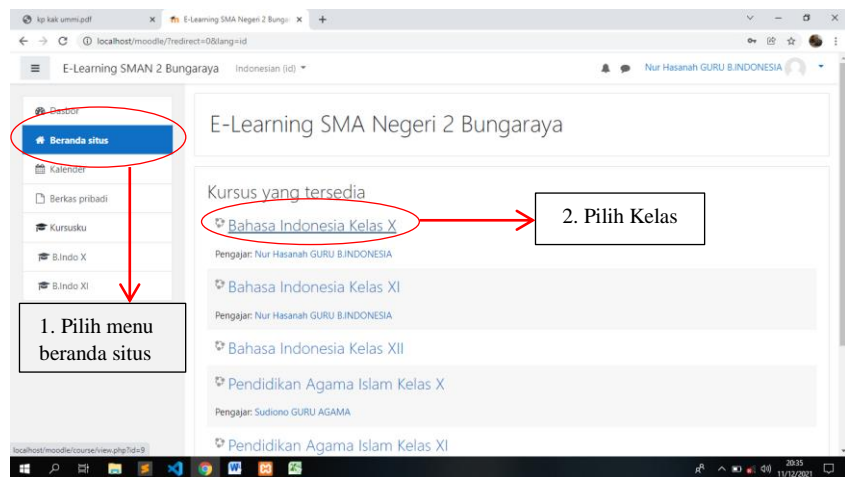 kp kak ummi.pdf
E-Learning SMA Negeri 2 Bunga
localhost/moodle/?redirect=0&lang=id
E-Learning SMAN 2 Bungaraya
Indonesian (id)
Nur Hasanah GURU B.INDONESIA
Dasbor
Beranda situs
Kalender
Berkas pribadi
Kursusku
B.Indo X
B.Indo XI
1. Pilih menu
beranda situs
E-Learning SMA Negeri 2 Bungaraya
Kursus yang tersedia
Bahasa Indonesia Kelas X
2. Pilih Kelas
Pengajar: Nur Hasanah GURU B.INDONESIA
Bahasa Indonesia Kelas XI
Pengajar: Nur Hasanah GURU B.INDONESIA
Bahasa Indonesia Kelas XII
Pendidikan Agama Islam Kelas X
Pengajar: Sudiono GURU AGAMA
Pendidikan Agama Islam Kelas XI
localhost/moodle/course/view.php?id=9
20:35
11/12/2021